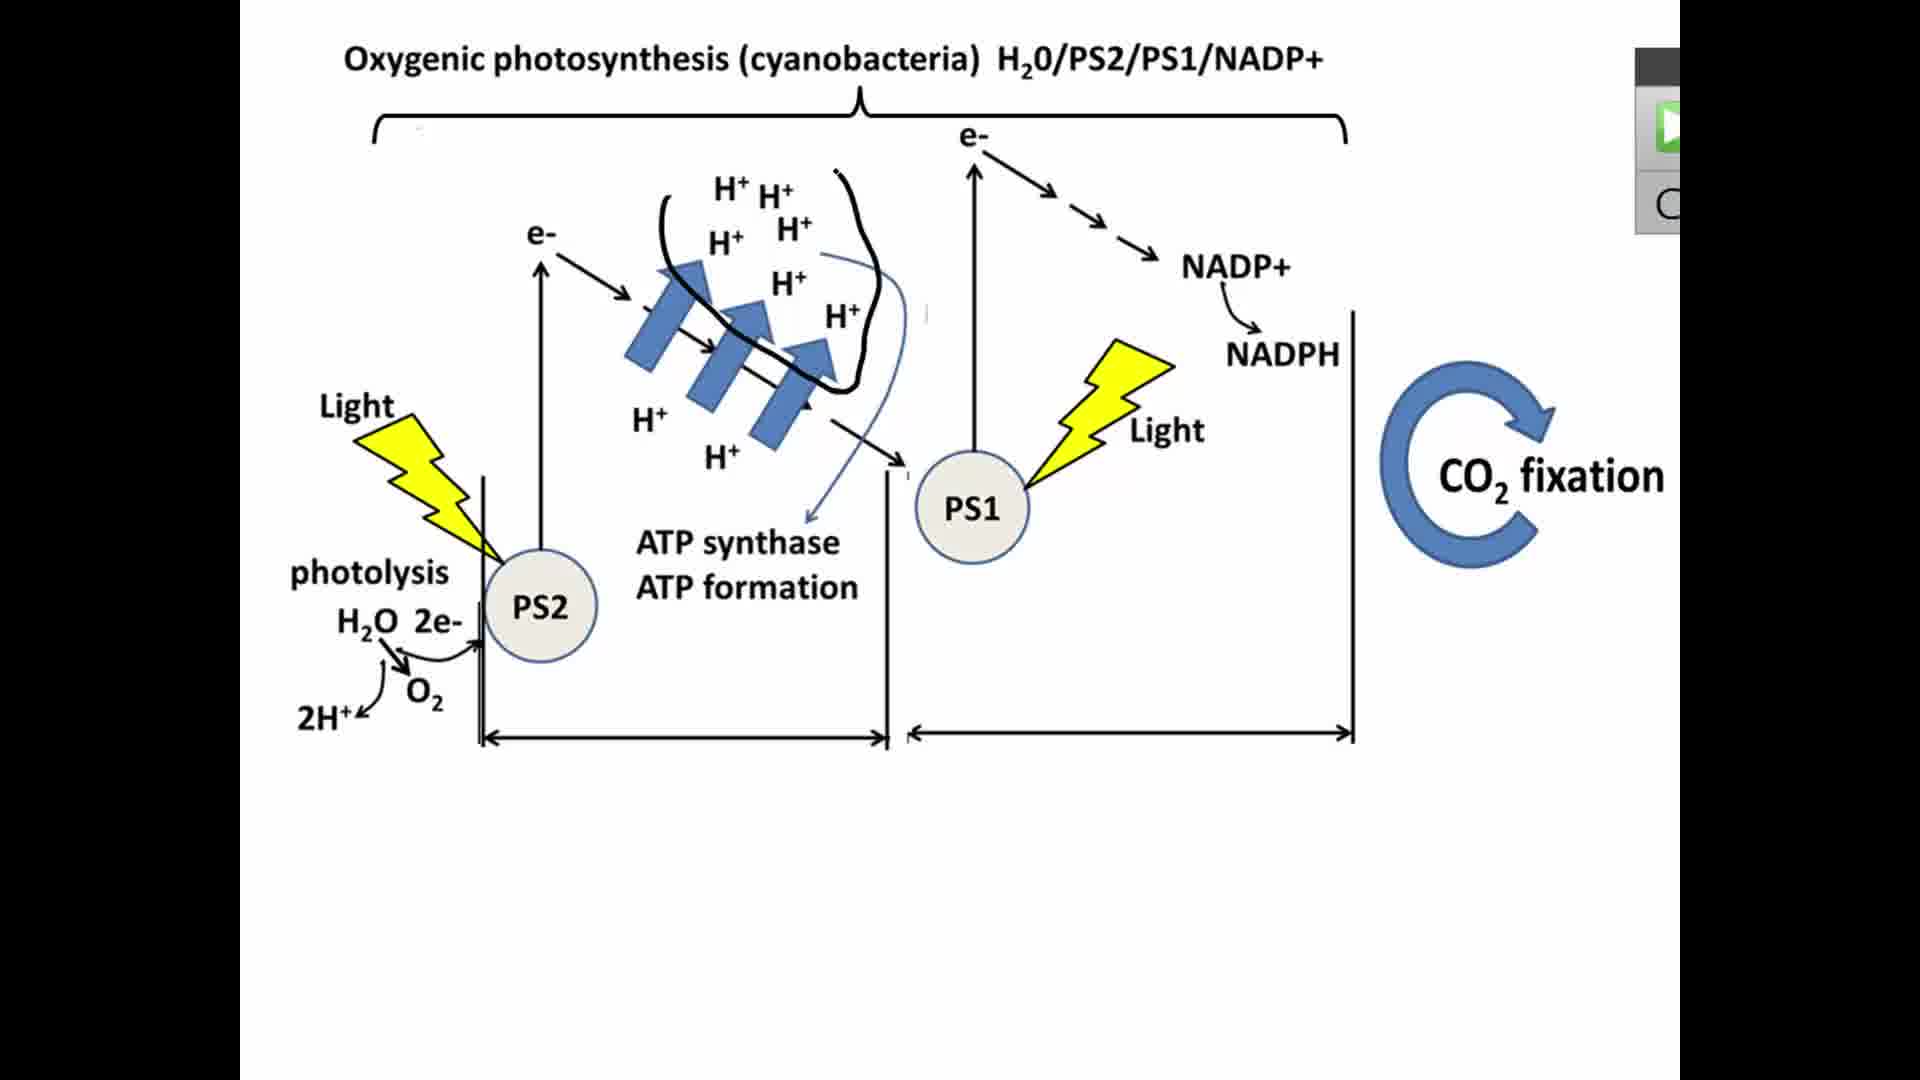 Oxygenic photosynthesis (cyanobacteria) H₂0/PS2/PS1/NADP+
e-
H⁺ H⁺
H⁺ H⁺
H⁺
H⁺
e-
NADP+
NADPH
Light
H⁺
H⁺
Light
CO₂ fixation
PS1
ATP synthase
ATP formation
photolysis
H₂O 2e-
PS2
O₂
2H⁺